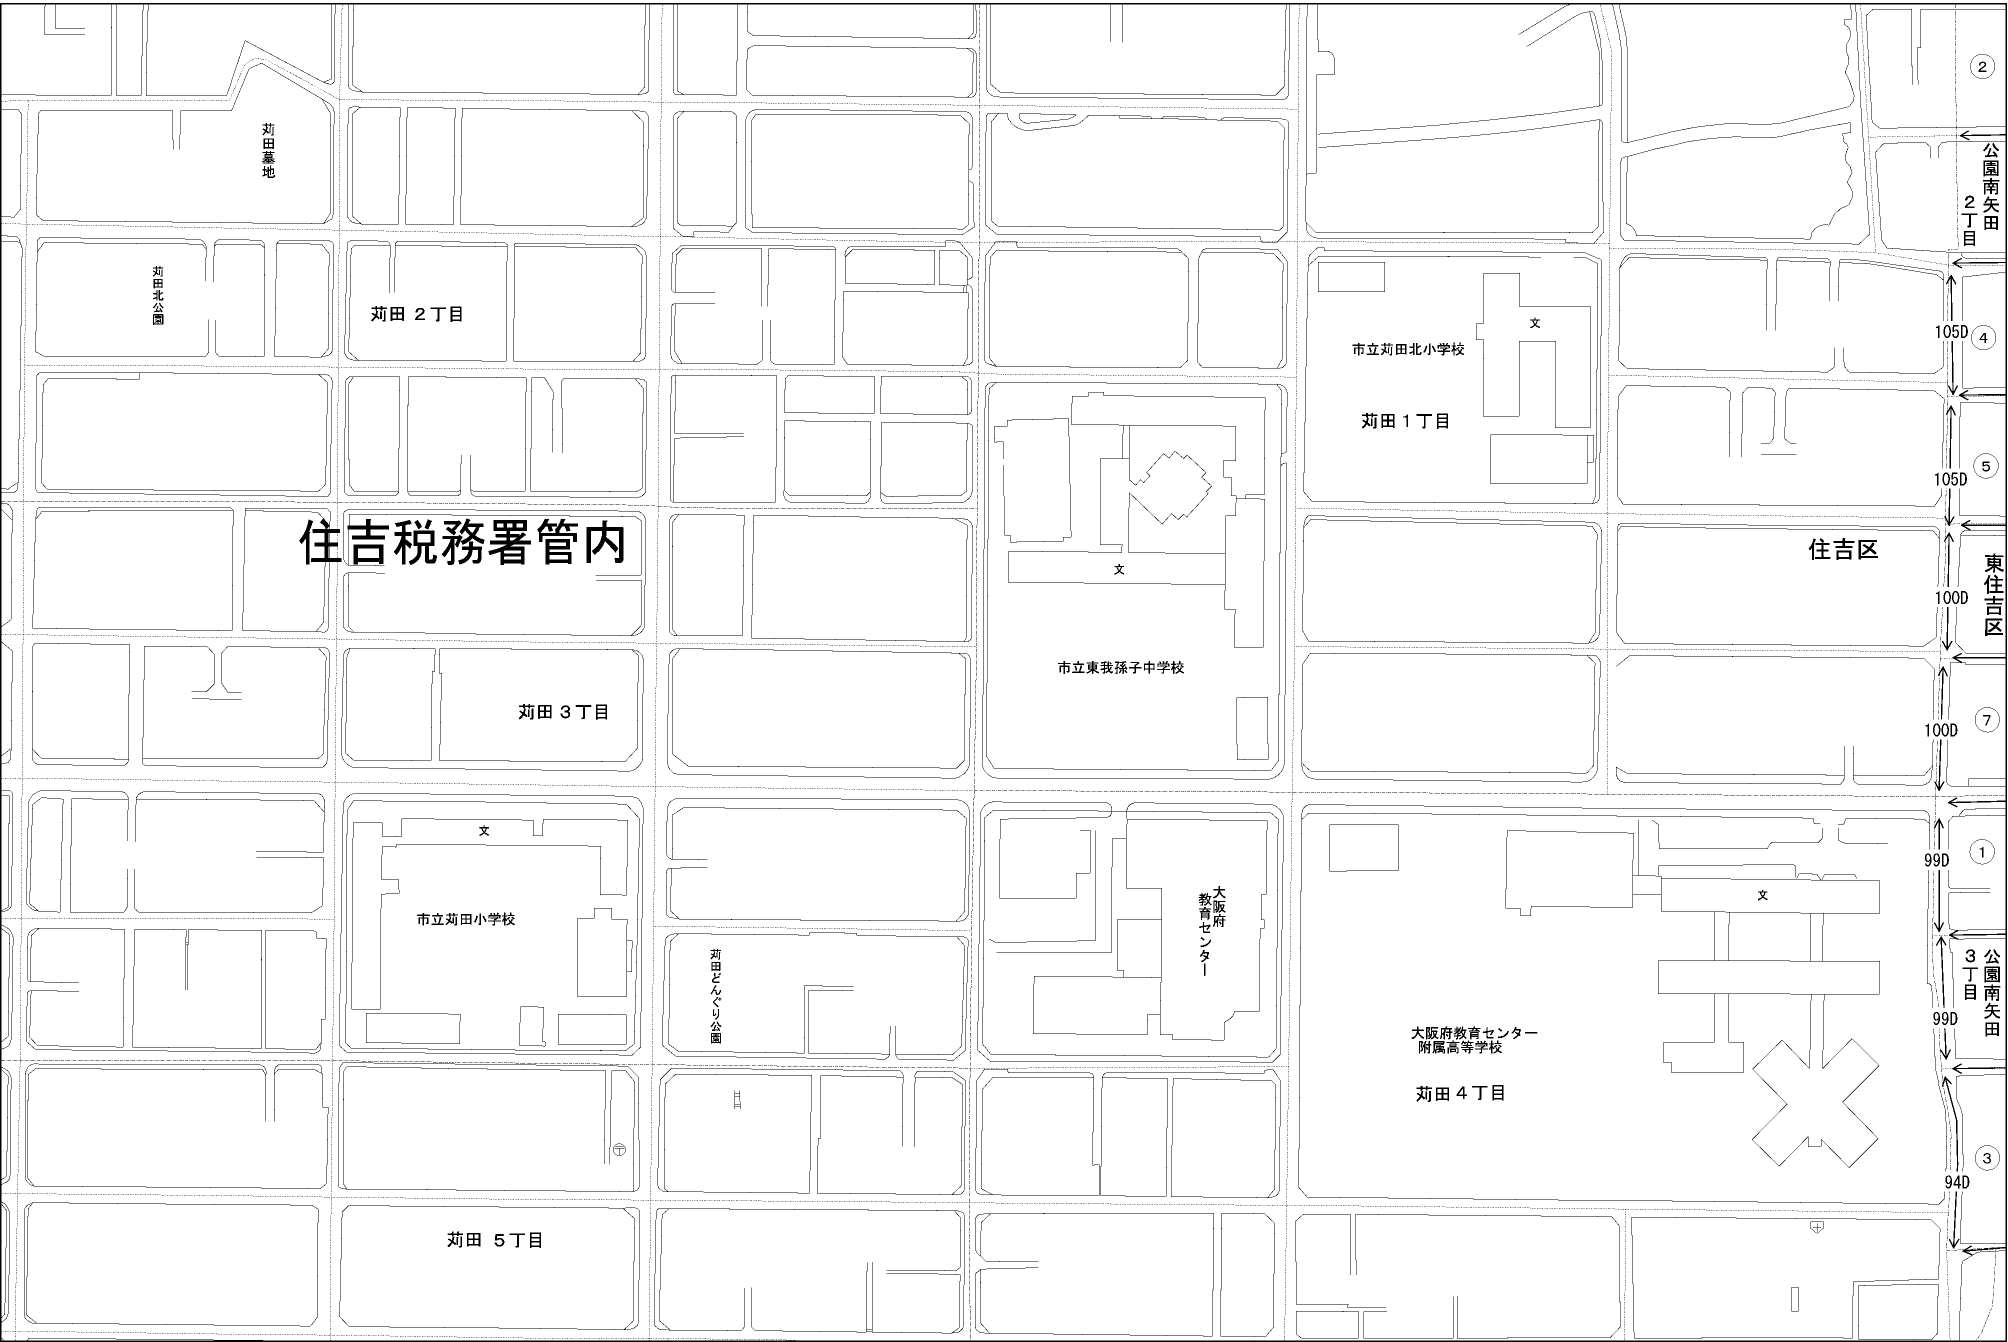 ②
苅田墓地
公園南矢田
2丁目
苅田北公園
苅田 2丁目
105D
④
市立苅田北小学校
文
苅田1丁目
105D
⑤
住吉税務署管内
住吉区
東住吉区
文
100D
市立東我孫子中学校
苅田 3丁目
100D
⑦
文
市立苅田小学校
大阪府
教育センター
99D
①
文
苅田どんぐり公園
公園南矢田
3丁目
99D
大阪府教育センター
附属高等学校
苅田4丁目
③
94D
苅田 5丁目